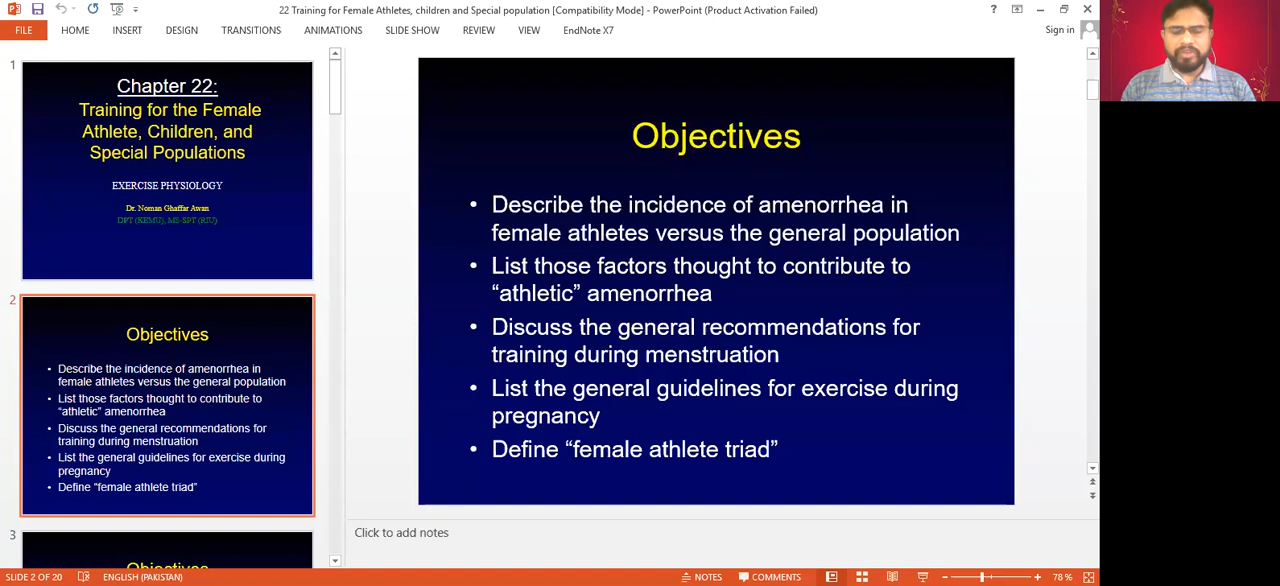 22 Training for Female Athletes, children and Special population [Compatibility Mode] - PowerPoint (Product Activation Failed)
FILE HOME INSERT DESIGN TRANSITIONS ANIMATIONS SLIDE SHOW REVIEW VIEW EndNote X7 Sign in
1
Chapter 22:
Training for the Female
Athlete, Children, and
Special Populations
EXERCISE PHYSIOLOGY
Dr. Noman Ghaffar Awan
DPT (KEMU), MS-SPT (RIU)
2
Objectives
• Describe the incidence of amenorrhea in
female athletes versus the general population
• List those factors thought to contribute to
“athletic” amenorrhea
• Discuss the general recommendations for
training during menstruation
• List the general guidelines for exercise during
pregnancy
• Define “female athlete triad”
3
Objectives
Objectives
• Describe the incidence of amenorrhea in
female athletes versus the general population
• List those factors thought to contribute to
“athletic” amenorrhea
• Discuss the general recommendations for
training during menstruation
• List the general guidelines for exercise during
pregnancy
• Define “female athlete triad”
Click to add notes
SLIDE 2 OF 20 ENGLISH (PAKISTAN) NOTES COMMENTS 78 %